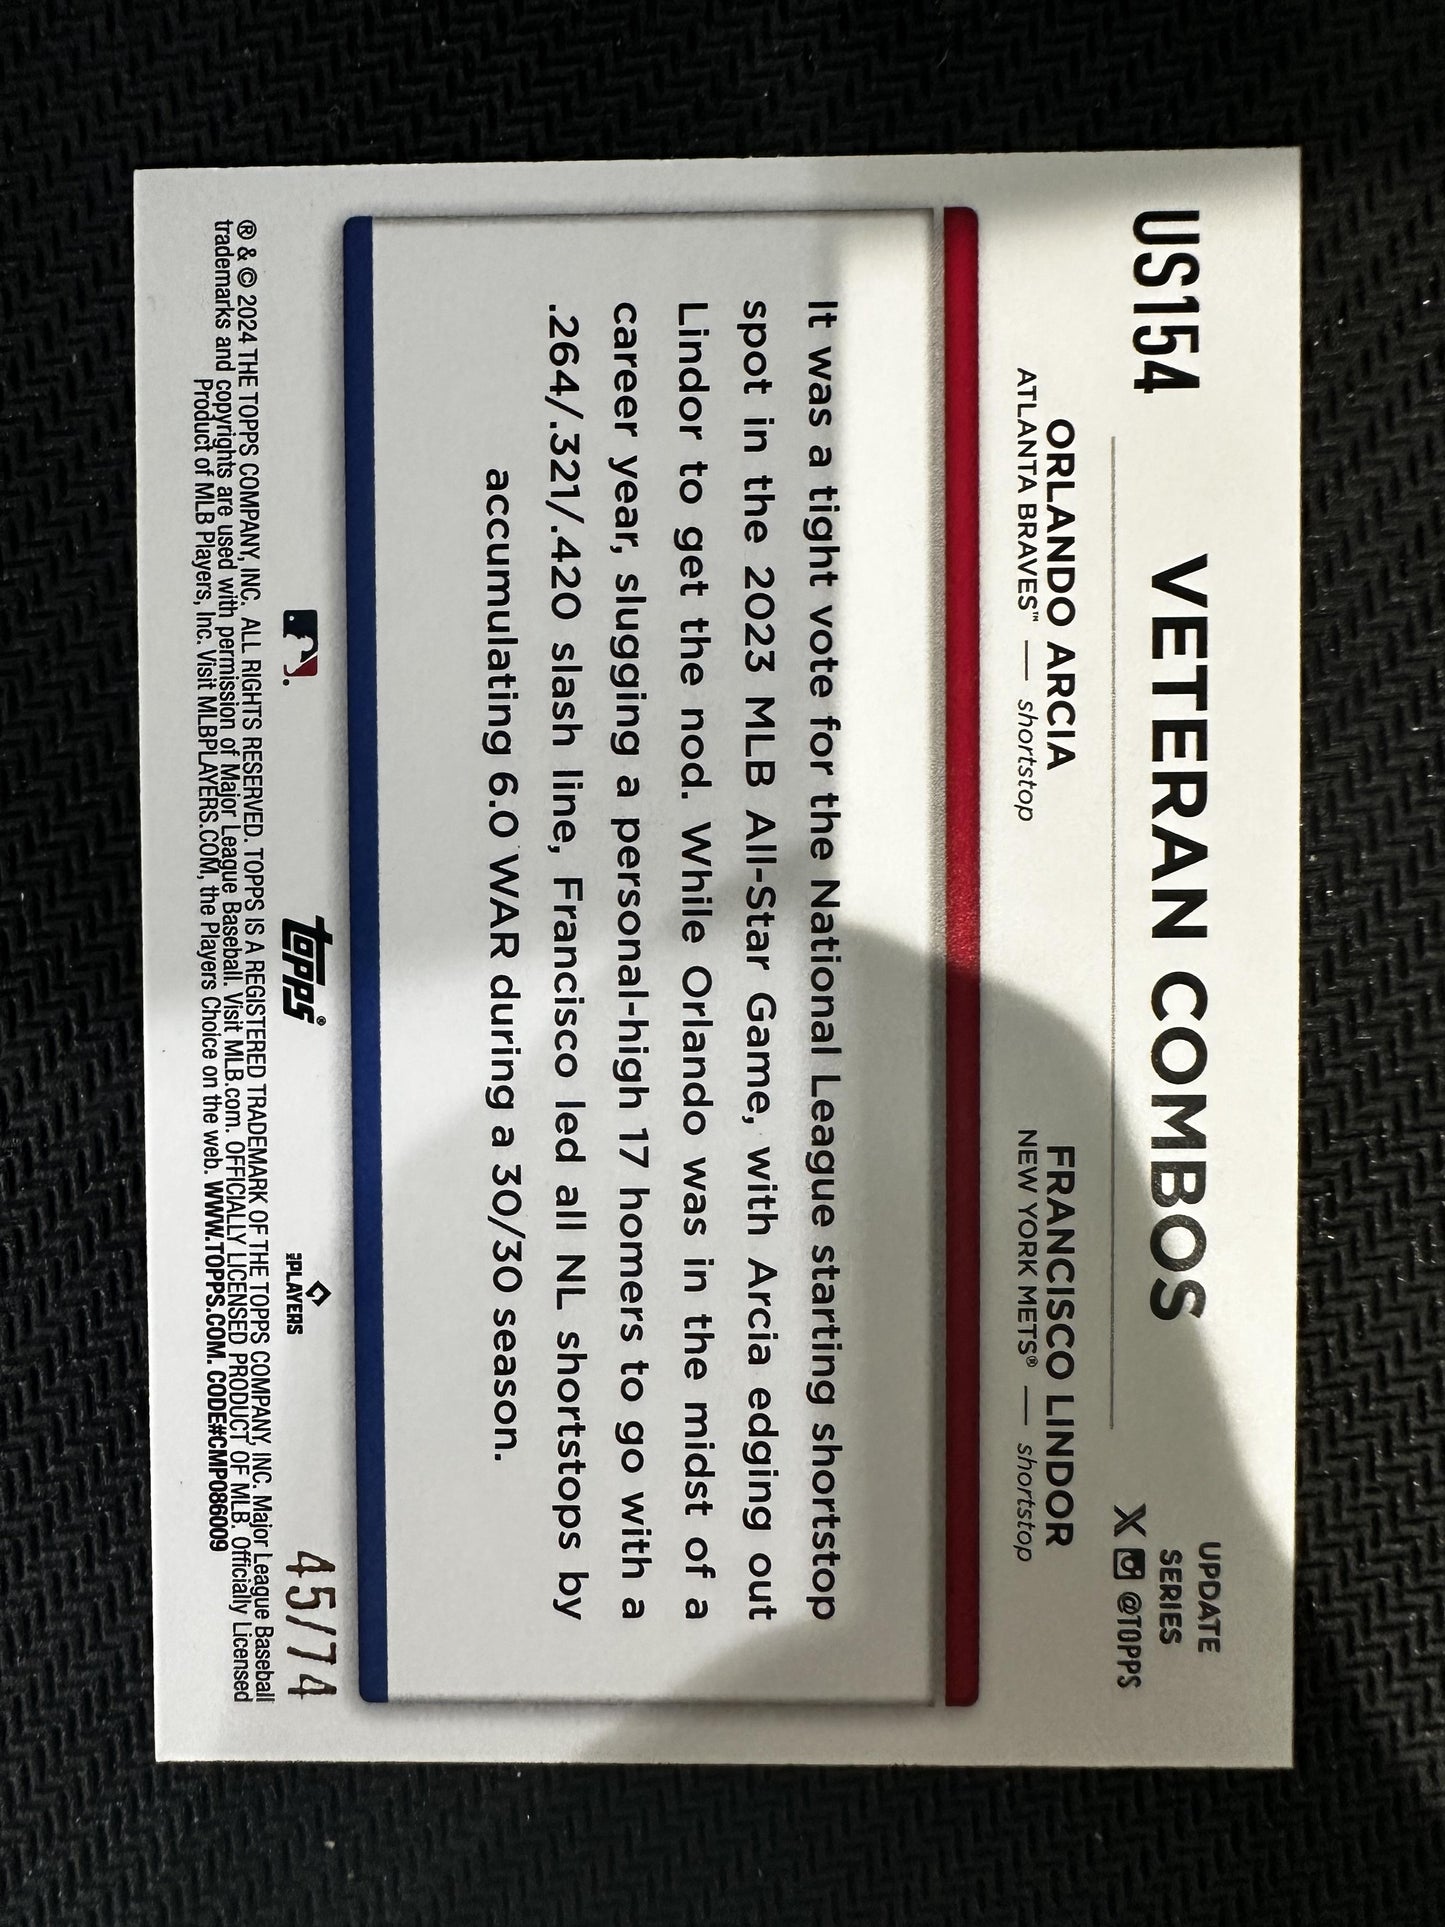 US154
VETERAN COMBOS
UPDATE
SERIES
X @TOPPS
ORLANDO ARCIA
ATLANTA BRAVES™ — shortstop
FRANCISCO LINDOR
NEW YORK METS® — shortstop
It was a tight vote for the National League starting shortstop
spot in the 2023 MLB All-Star Game, with Arcia edging out
Lindor to get the nod. While Orlando was in the midst of a
career year, slugging a personal-high 17 homers to go with a
.264/.321/.420 slash line, Francisco led all NL shortstops by
accumulating 6.0 WAR during a 30/30 season.
topps®
PLAYERS
45/74
® & © 2024 THE TOPPS COMPANY, INC. ALL RIGHTS RESERVED. TOPPS IS A REGISTERED TRADEMARK OF THE TOPPS COMPANY, INC. Major League Baseball
trademarks and copyrights are used with permission of Major League Baseball. Visit MLB.com. OFFICIALLY LICENSED PRODUCT OF MLB. Officially Licensed
Product of MLB Players, Inc. Visit MLBPLAYERS.COM, the Players Choice on the web. WWW.TOPPS.COM. CODE#CMP086009